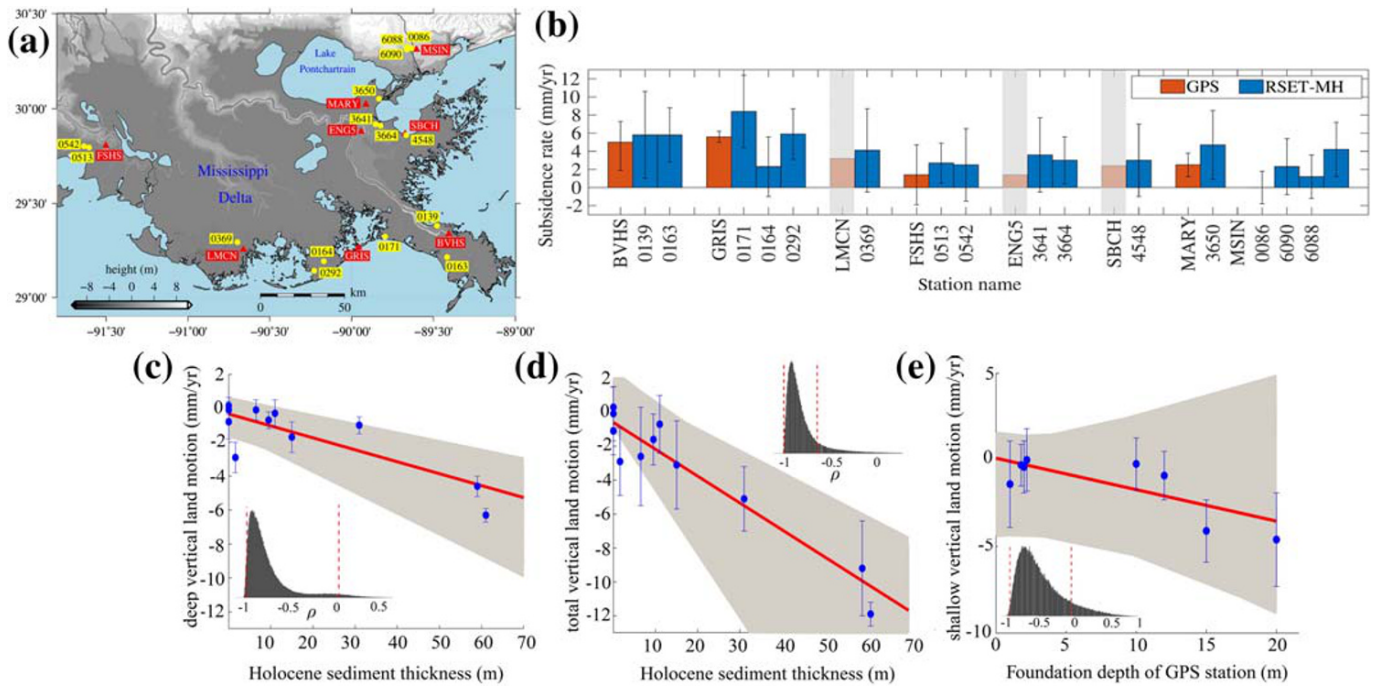 (a)
30°30'
30°00'
29°30'
29°00'
−91°30'
−91°00'
−90°30'
−90°00'
−89°30'
−89°00'
Lake
Pontchartrain
Mississippi
Delta
6088
0086
MSIN
6090
3650
MARY
3641
SBCH
ENG5
3664
4548
0542
0513
FSHS
0139
BVHS
0369
LMCN
0164
GRIS
0171
0292
0163
height (m)
−8 −4 0 4 8
km
0 50
(b)
Subsidence rate (mm/yr)
12
10
8
6
4
2
0
-2
GPS
RSET-MH
BVHS
0139
0163
GRIS
0171
0164
0292
LMCN
0369
FSHS
0513
0542
ENG5
3641
3664
SBCH
4548
MARY
3650
MSIN
0086
6090
6088
Station name
(c)
deep vertical land motion (mm/yr)
2
0
-2
-4
-6
-8
-10
-12
10 20 30 40 50 60 70
Holocene sediment thickness (m)
-1 -0.5 0 0.5
ρ
(d)
total vertical land motion (mm/yr)
2
0
-2
-4
-6
-8
-10
-12
0 10 20 30 40 50 60 70
Holocene sediment thickness (m)
-1 -0.5 0
ρ
(e)
shallow vertical land motion (mm/yr)
5
0
-5
-10
0 5 10 15 20
Foundation depth of GPS station (m)
-1 -0.5 0 1
ρ